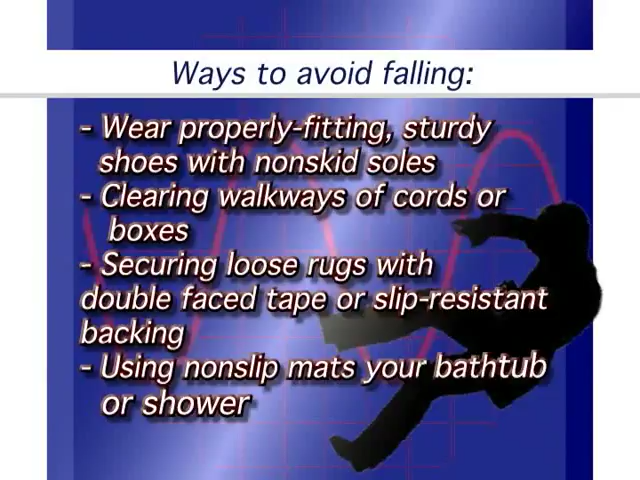 Ways to avoid falling:
- Wear properly-fitting, sturdy
shoes with nonskid soles
- Clearing walkways of cords or
boxes
- Securing loose rugs with
double faced tape or slip-resistant
backing
- Using nonslip mats your bathtub
or shower